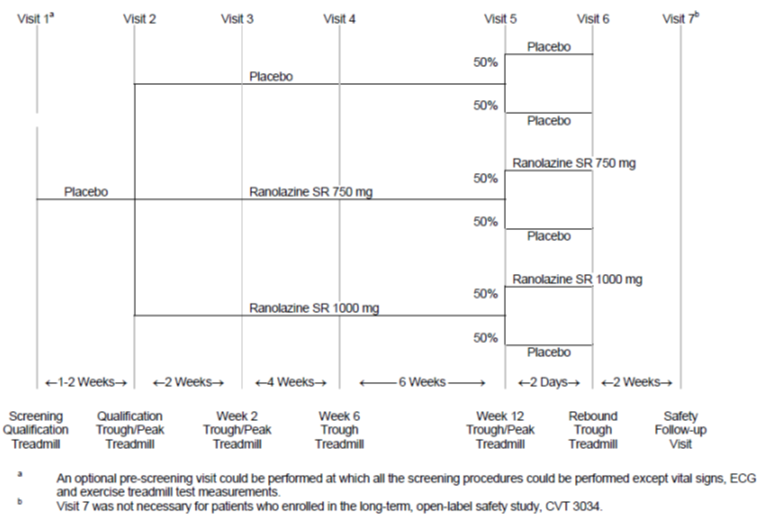 Visit 1a Visit 2 Visit 3 Visit 4 Visit 5 Visit 6 Visit 7b
Placebo
50%
Placebo
50%
Placebo
Ranolazine SR 750 mg
50%
Placebo Ranolazine SR 750 mg
50%
Placebo
Ranolazine SR 1000 mg
50%
Ranolazine SR 1000 mg
50%
Placebo
←1-2 Weeks→ ←2 Weeks→ ←4 Weeks→ ←6 Weeks→ ←2 Days→ ←2 Weeks→
Screening Qualification Week 2 Week 6 Week 12 Rebound Safety
Qualification Trough/Peak Trough/Peak Trough Trough/Peak Trough Follow-up
Treadmill Treadmill Treadmill Treadmill Treadmill Treadmill Visit
a An optional pre-screening visit could be performed at which all the screening procedures could be performed except vital signs, ECG
and exercise treadmill test measurements.
b Visit 7 was not necessary for patients who enrolled in the long-term, open-label safety study, CVT 3034.